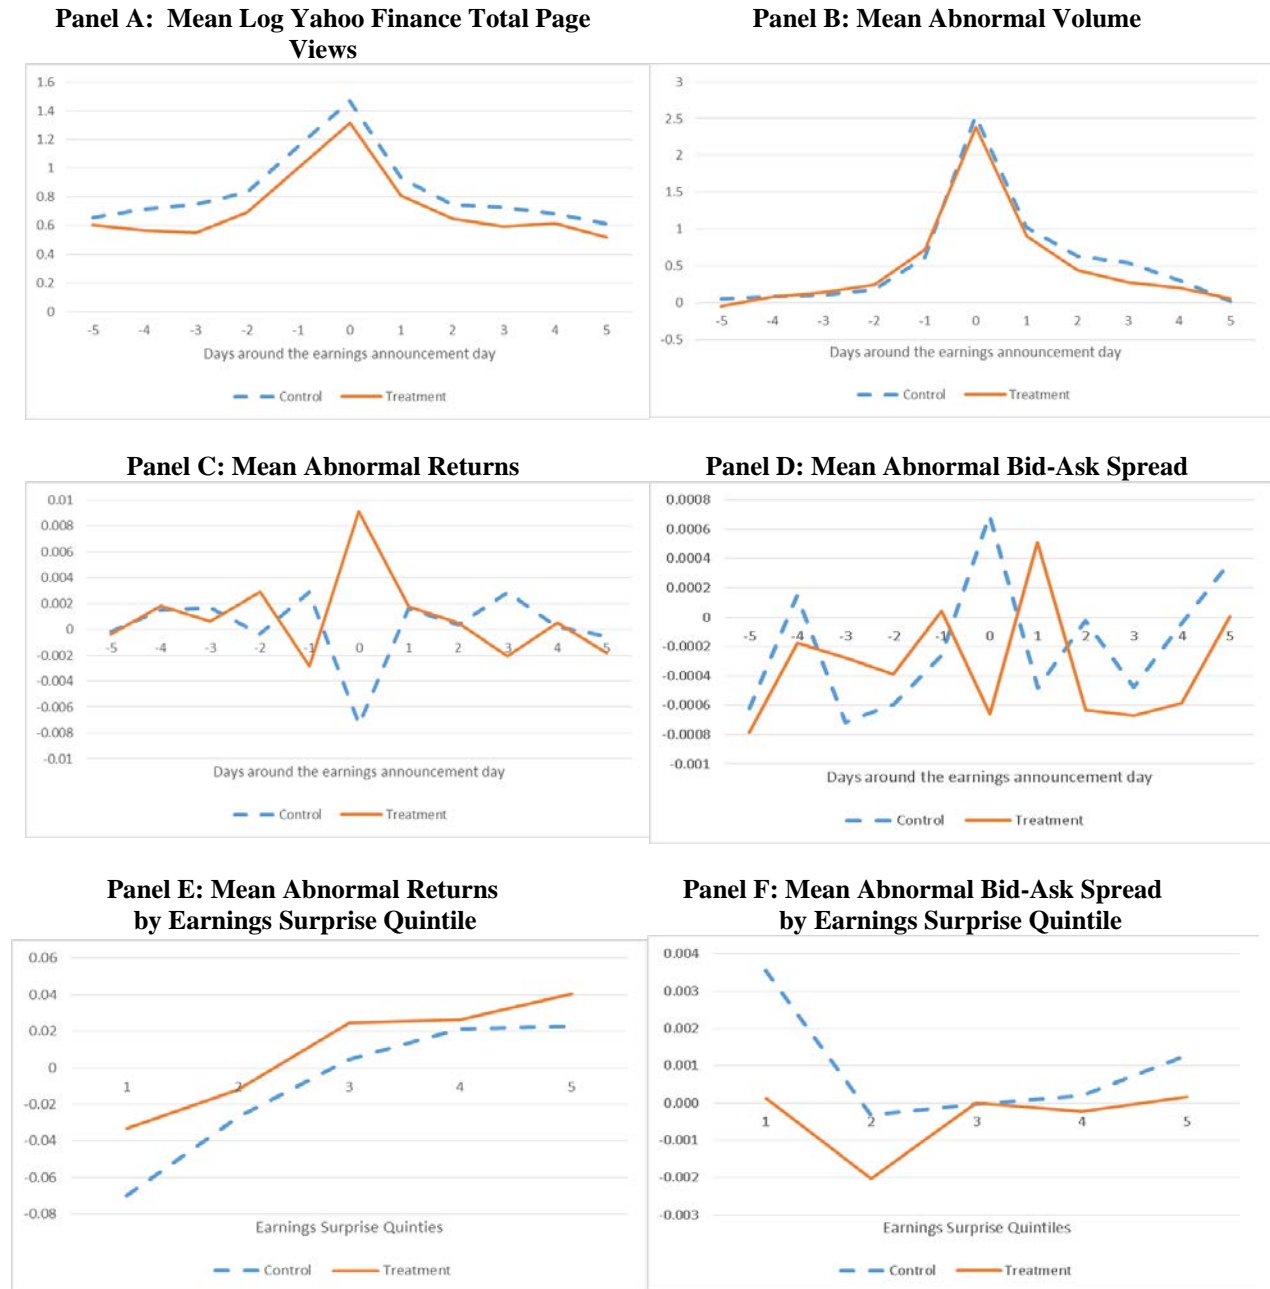 Panel A:  Mean Log Yahoo Finance Total Page
Views
1.6
1.4
1.2
1
0.8
0.6
0.4
0.2
0
-5 -4 -3 -2 -1 0 1 2 3 4 5
Days around the earnings announcement day
Control Treatment
Panel B: Mean Abnormal Volume
3
2.5
2
1.5
1
0.5
0
-0.5
-5 -4 -3 -2 -1 0 1 2 3 4 5
Days around the earnings announcement day
Control Treatment
Panel C: Mean Abnormal Returns
0.01
0.008
0.006
0.004
0.002
0
-0.002
-0.004
-0.006
-0.008
-0.01
-5 -4 -3 -2 -1 0 1 2 3 4 5
Days around the earnings announcement day
Control Treatment
Panel D: Mean Abnormal Bid-Ask Spread
0.0008
0.0006
0.0004
0.0002
0
-0.0002
-0.0004
-0.0006
-0.0008
-0.001
-5 -4 -3 -2 -1 0 1 2 3 4 5
Days around the earnings announcement day
Control Treatment
Panel E: Mean Abnormal Returns
by Earnings Surprise Quintile
0.06
0.04
0.02
0
-0.02
-0.04
-0.06
-0.08
1 2 3 4 5
Earnings Surprise Quinties
Control Treatment
Panel F: Mean Abnormal Bid-Ask Spread
by Earnings Surprise Quintile
0.004
0.003
0.002
0.001
0.000
-0.001
-0.002
-0.003
1 2 3 4 5
Earnings Surprise Quintiles
Control Treatment